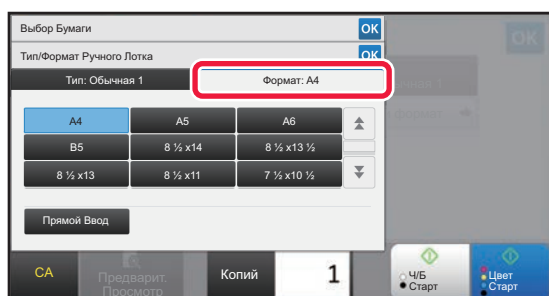 Выбор Бумаги
OK
OK
Тип/Формат Ручного Лотка
OK
Тип: Обычная 1
Формат: A4
A4
A5
A6
B5
8 ½ x14
8 ½ x13 ½
8 ½ x13
8 ½ x11
7 ½ x10 ½
Прямой Ввод
CA
Предварит.
Просмотр
Копий
1
Ч/Б
Старт
Цвет
Старт